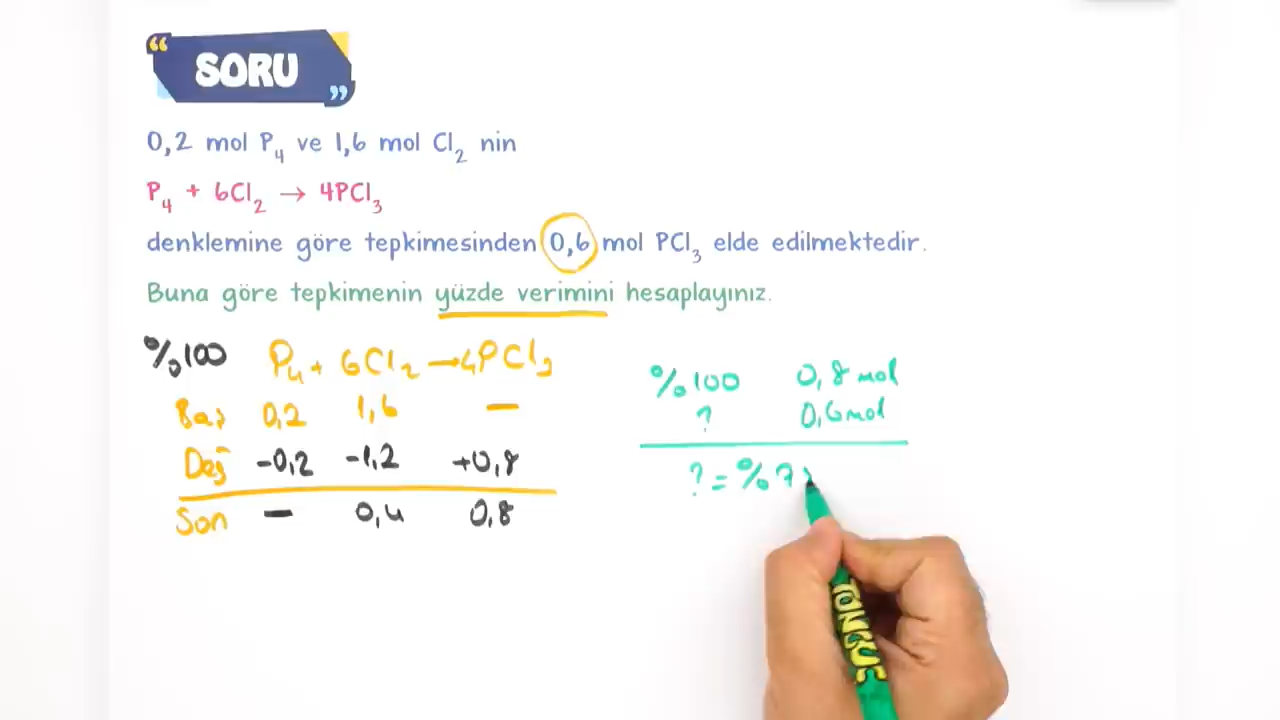 SORU
0,2 mol P₄ ve 1,6 mol Cl₂ nin
P₄ + 6Cl₂ → 4PCl₃
denklemine göre tepkimesinden 0,6 mol PCl₃ elde edilmektedir.
Buna göre tepkimenin yüzde verimini hesaplayınız.
%100 P₄ + 6Cl₂ → 4PCl₃
Baş 0,2 1,6 —
Değ -0,2 -1,2 +0,8
Son — 0,4 0,8
%100 0,8 mol
? 0,6 mol
? = %7
TONGUÇ